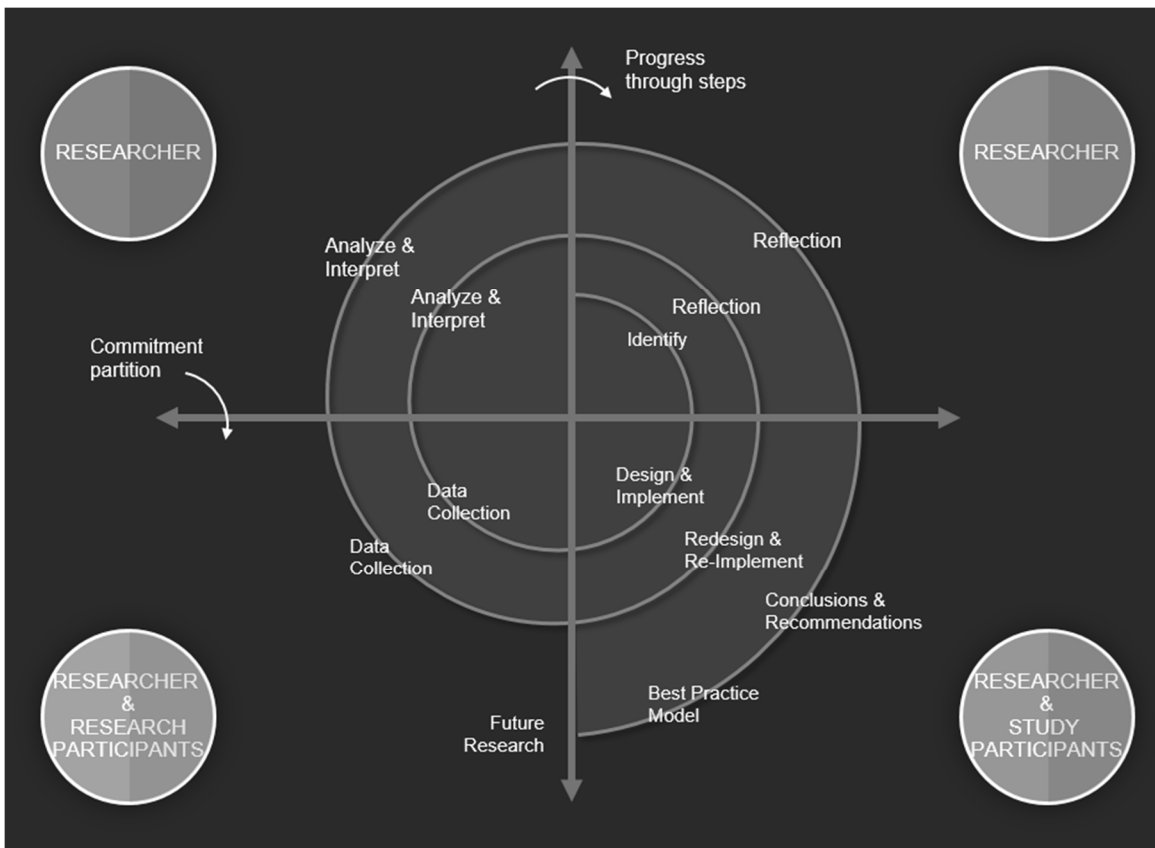 Progress
through steps
RESEARCHER
RESEARCHER
Analyze &
Interpret
Reflection
Analyze &
Interpret
Reflection
Identify
Commitment
partition
Design &
Implement
Data
Collection
Redesign &
Re-Implement
Data
Collection
Conclusions &
Recommendations
RESEARCHER
&
RESEARCH
PARTICIPANTS
Best Practice
Model
Future
Research
RESEARCHER
&
STUDY
PARTICIPANTS